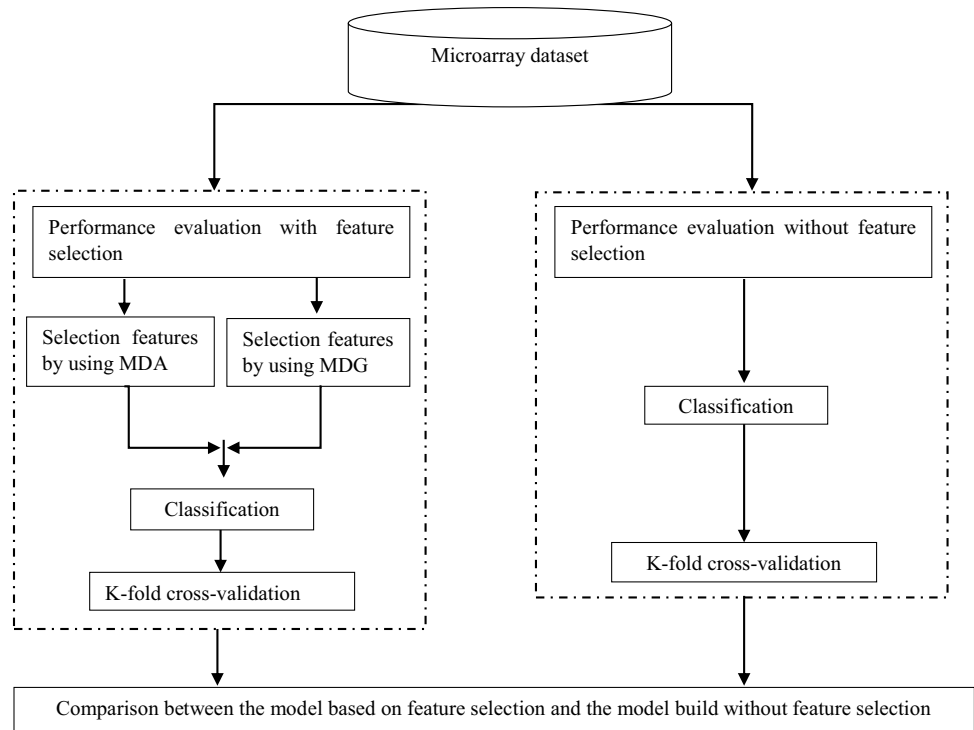 Microarray dataset
Performance evaluation with feature
selection
Selection features
by using MDA
Selection features
by using MDG
Classification
K-fold cross-validation
Performance evaluation without feature
selection
Classification
K-fold cross-validation
Comparison between the model based on feature selection and the model build without feature selection